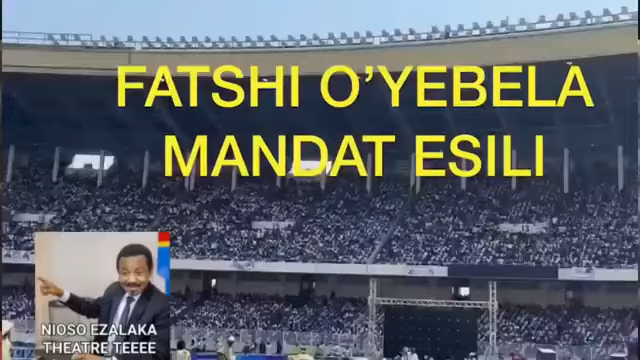 FATSHI O'YEBELA
MANDAT ESILI
NIOSO EZALAKA
THEATRE TEEEE